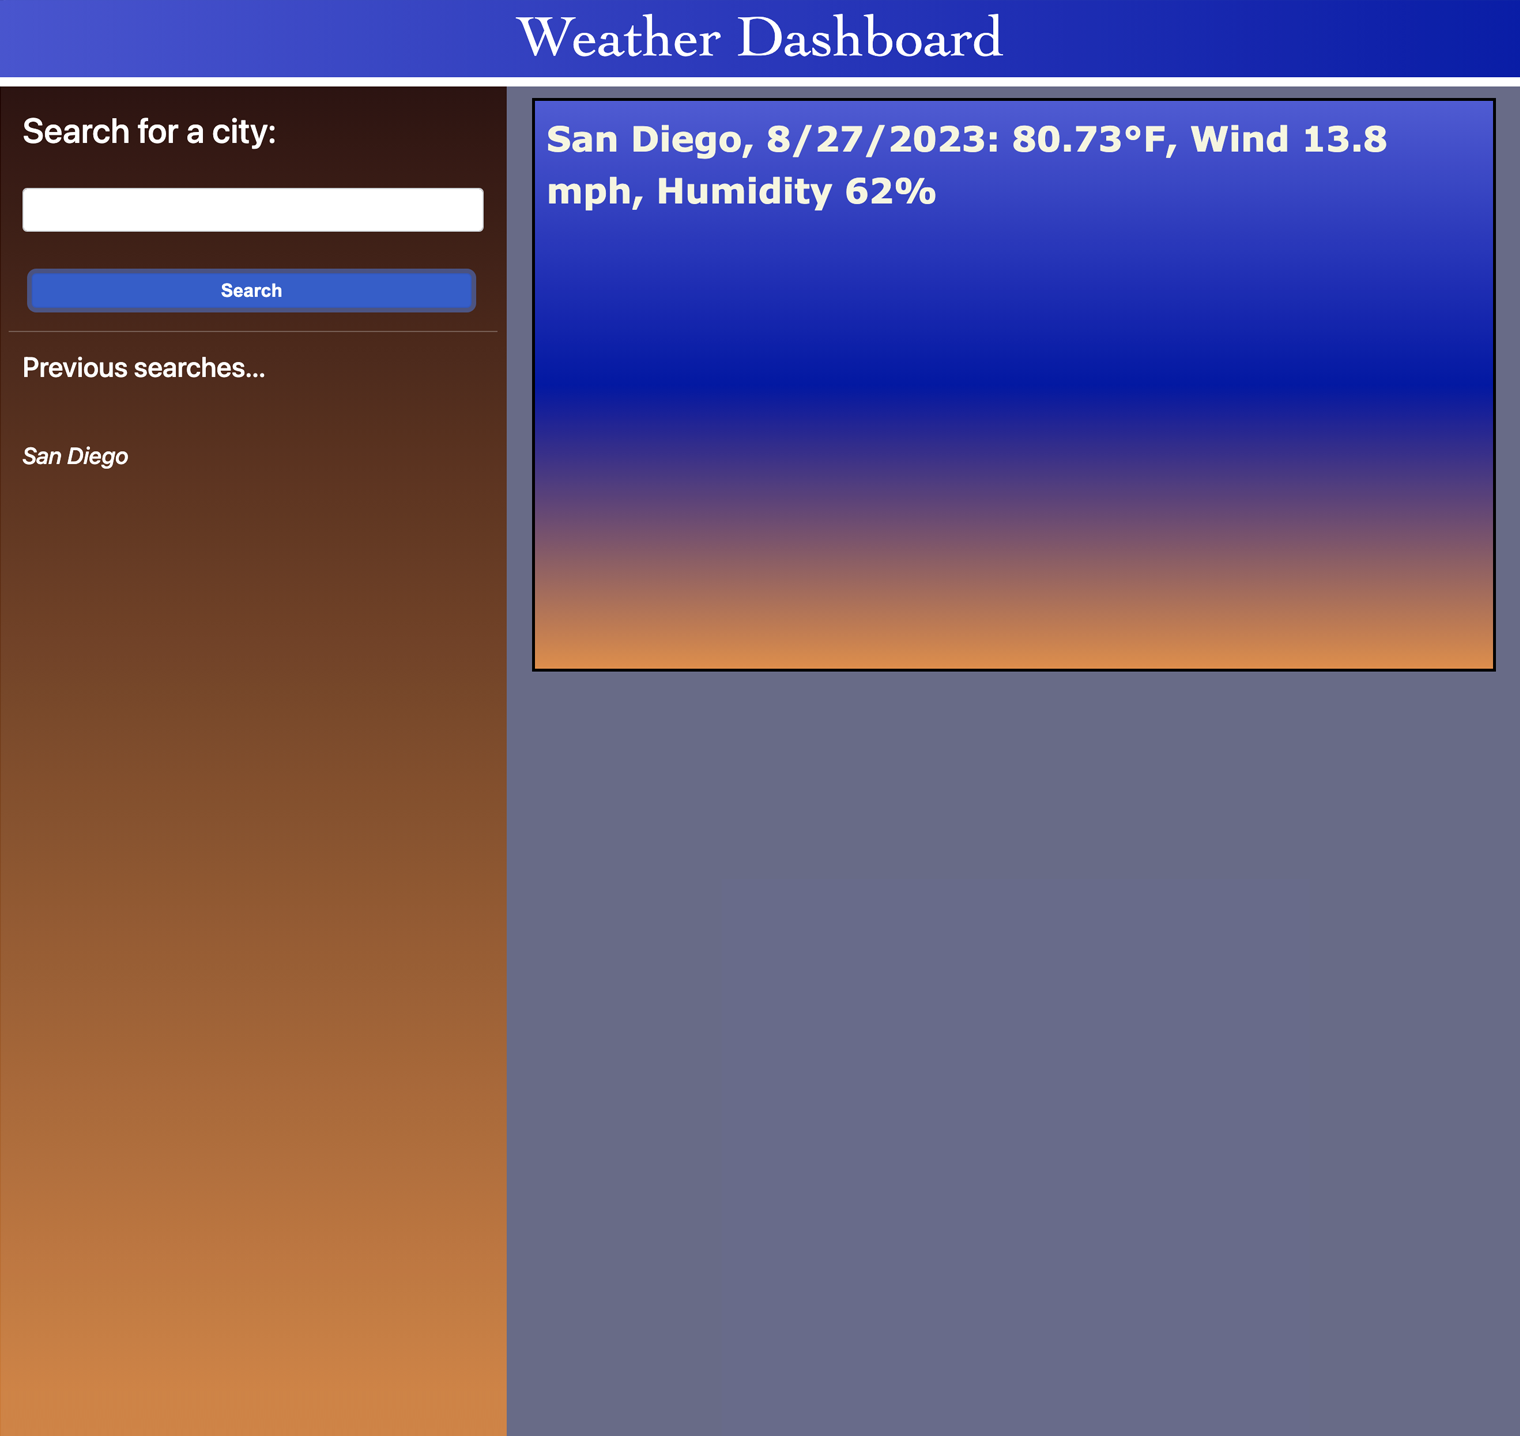 Weather Dashboard
Search for a city:
Search
Previous searches...
San Diego
San Diego, 8/27/2023: 80.73°F, Wind 13.8
mph, Humidity 62%